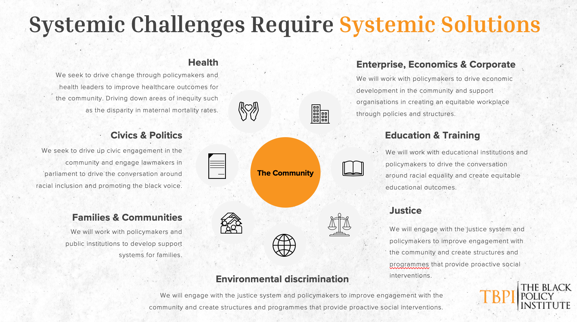 Systemic Challenges Require Systemic Solutions
Health
We seek to drive change through policymakers and
health leaders to improve healthcare outcomes for
the community. Driving down areas of inequity such
as the disparity in maternal mortality rates.
Enterprise, Economics & Corporate
We will work with policymakers to drive economic
development in the community and support
organisations in creating an equitable workplace
through policies and structures.
Civics & Politics
We seek to drive up civic engagement in the
community and engage lawmakers in
parliament to drive the conversation around
racial inclusion and promoting the black voice.
The Community
Education & Training
We will work with educational institutions and
policymakers to drive the conversation
around racial equality and create equitable
educational outcomes.
Families & Communities
We will work with policymakers and
public institutions to develop support
systems for families.
Justice
We will engage with the justice system and
policymakers to improve engagement with
the community and create structures and
programmes that provide proactive social
interventions.
Environmental discrimination
We will engage with the justice system and policymakers to improve engagement with the
community and create structures and programmes that provide proactive social interventions.
TBPI THE BLACK
POLICY
INSTITUTE